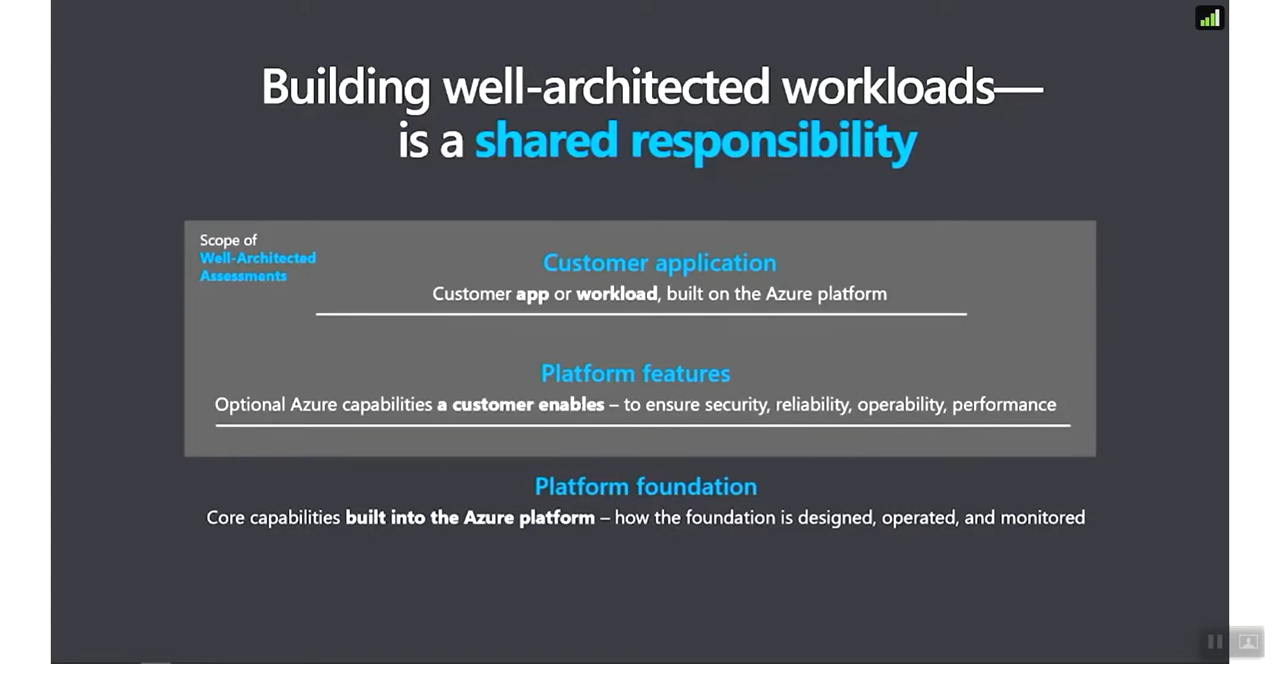 Building well-architected workloads—
is a shared responsibility
Scope of
Well-Architected
Assessments
Customer application
Customer app or workload, built on the Azure platform
Platform features
Optional Azure capabilities a customer enables – to ensure security, reliability, operability, performance
Platform foundation
Core capabilities built into the Azure platform – how the foundation is designed, operated, and monitored